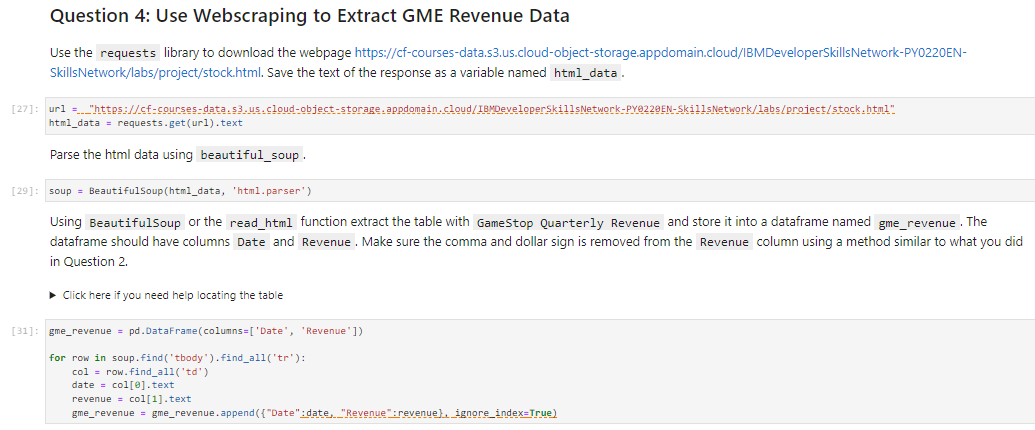 Question 4: Use Webscraping to Extract GME Revenue Data
Use the requests library to download the webpage https://cf-courses-data.s3.us.cloud-object-storage.appdomain.cloud/IBMDeveloperSkillsNetwork-PY0220EN-
SkillsNetwork/labs/project/stock.html. Save the text of the response as a variable named html_data.
[27]: url = "https://cf-courses-data.s3.us.cloud-object-storage.appdomain.cloud/IBMDeveloperSkillsNetwork-PY0220EN-SkillsNetwork/labs/project/stock.html"
html_data = requests.get(url).text
Parse the html data using beautiful_soup.
[29]: soup = BeautifulSoup(html_data, 'html.parser')
Using BeautifulSoup or the read_html function extract the table with GameStop Quarterly Revenue and store it into a dataframe named gme_revenue. The
dataframe should have columns Date and Revenue. Make sure the comma and dollar sign is removed from the Revenue column using a method similar to what you did
in Question 2.
▶ Click here if you need help locating the table
[31]: gme_revenue = pd.DataFrame(columns=['Date', 'Revenue'])
for row in soup.find('tbody').find_all('tr'):
    col = row.find_all('td')
    date = col[0].text
    revenue = col[1].text
    gme_revenue = gme_revenue.append({"Date":date, "Revenue":revenue}, ignore_index=True)